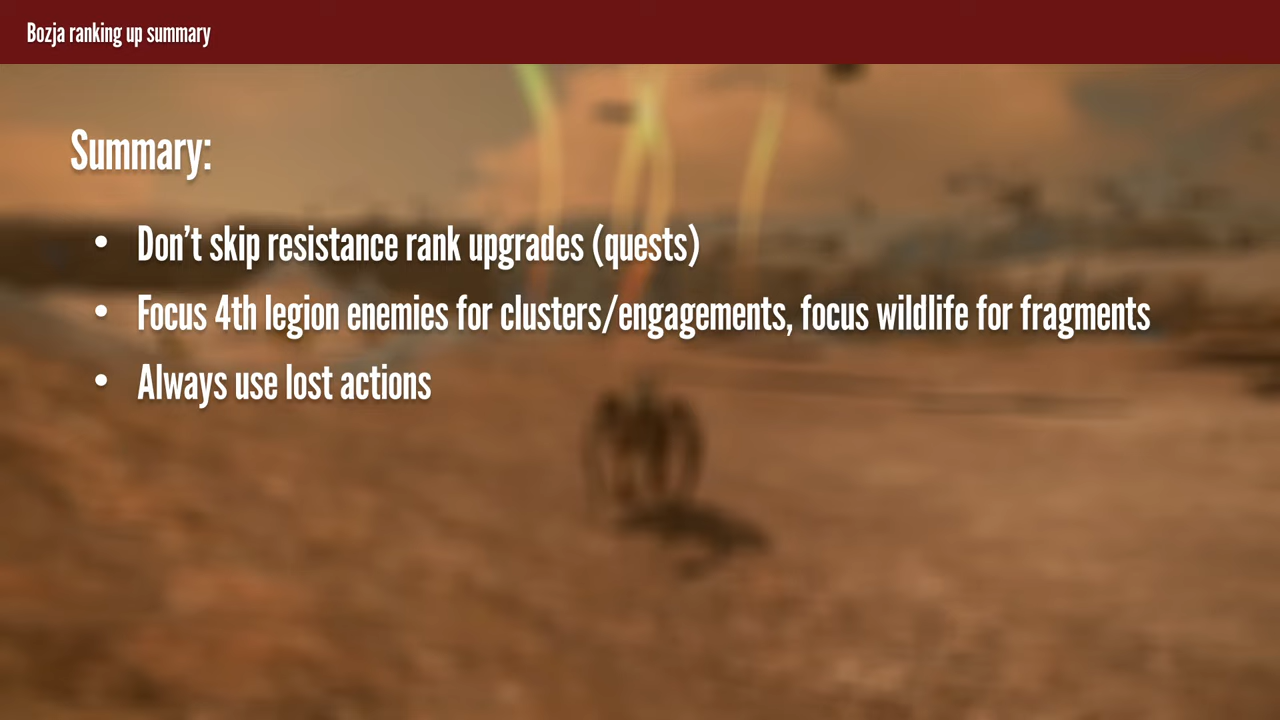 Bozja ranking up summary
Summary:
• Don’t skip resistance rank upgrades (quests)
• Focus 4th legion enemies for clusters/engagements, focus wildlife for fragments
• Always use lost actions